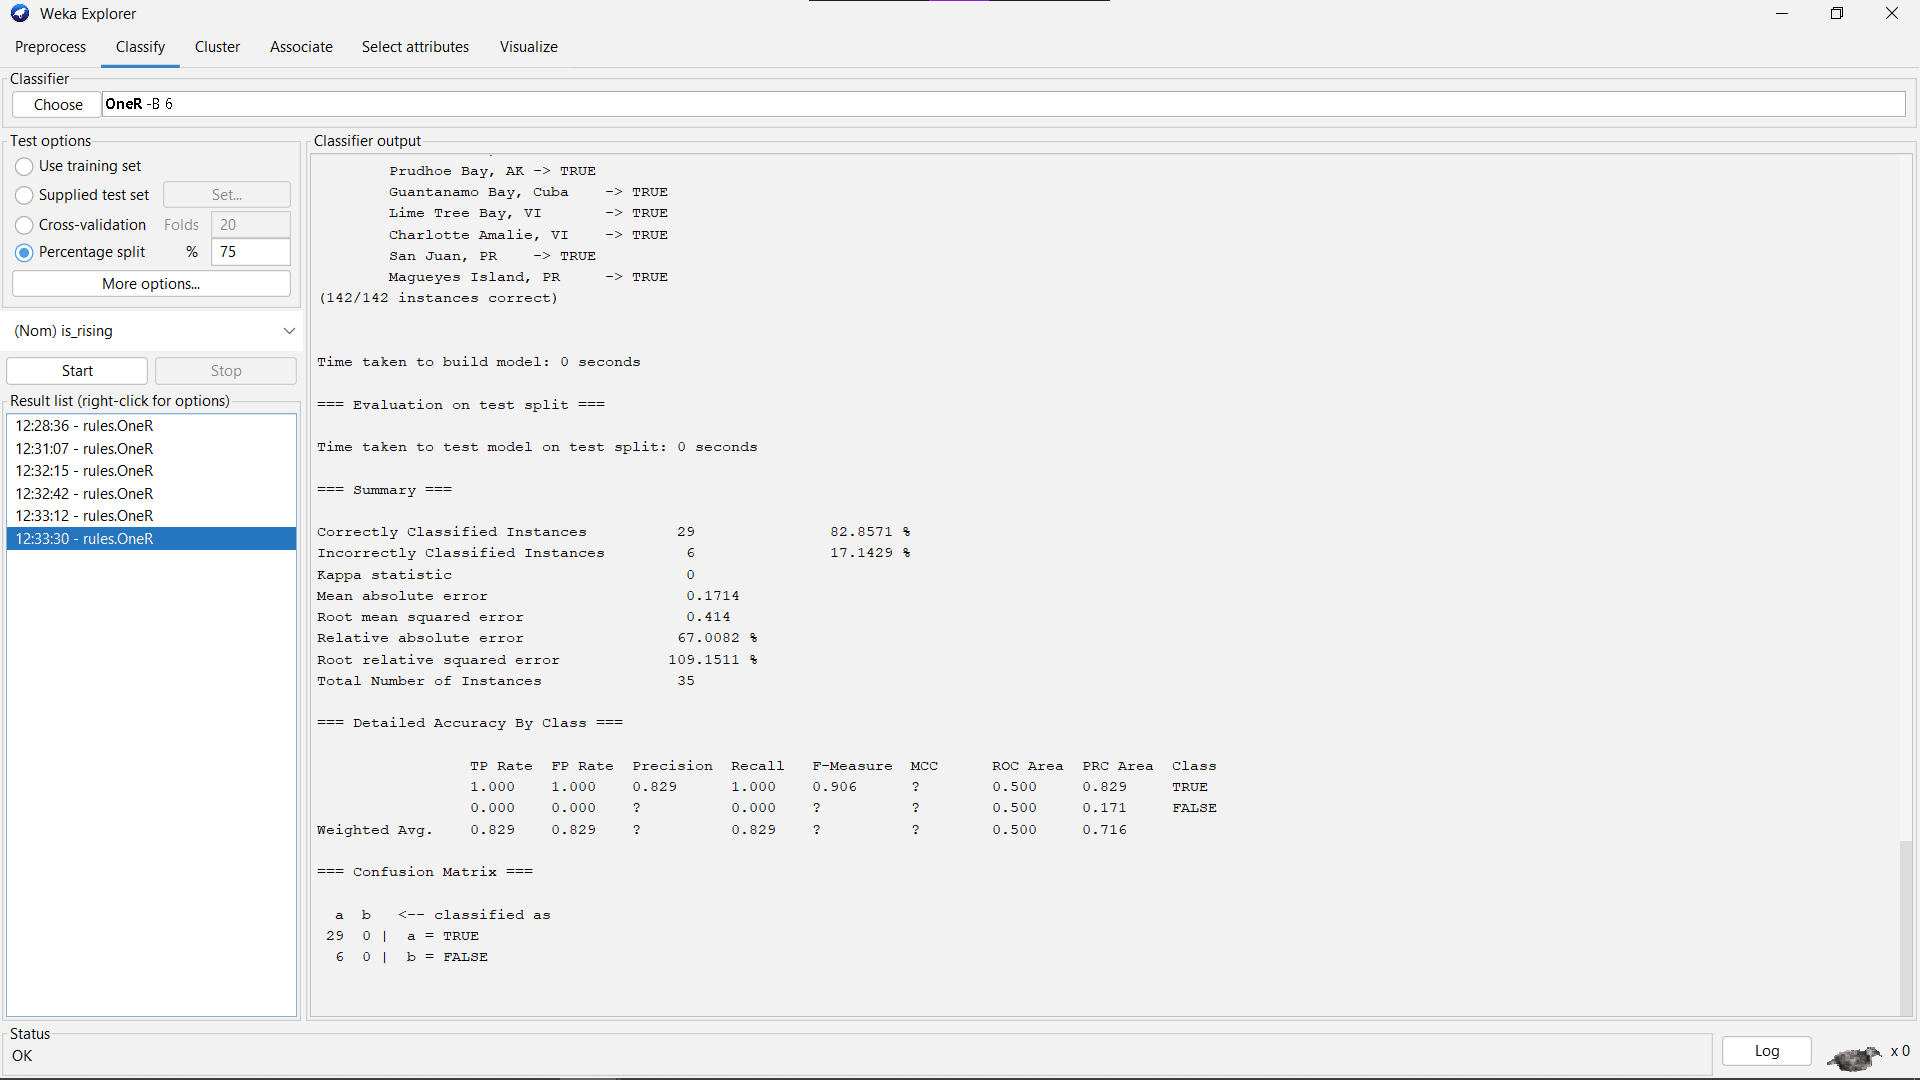 Weka Explorer
Preprocess Classify Cluster Associate Select attributes Visualize
Classifier
Choose OneR -B 6
Test options
Use training set
Supplied test set Set...
Cross-validation Folds 20
Percentage split % 75
More options...
(Nom) is_rising
Start Stop
Result list (right-click for options)
12:28:36 - rules.OneR
12:31:07 - rules.OneR
12:32:15 - rules.OneR
12:32:42 - rules.OneR
12:33:12 - rules.OneR
12:33:30 - rules.OneR
Classifier output
Prudhoe Bay, AK -> TRUE
Guantanamo Bay, Cuba -> TRUE
Lime Tree Bay, VI -> TRUE
Charlotte Amalie, VI -> TRUE
San Juan, PR -> TRUE
Magueyes Island, PR -> TRUE
(142/142 instances correct)
Time taken to build model: 0 seconds
=== Evaluation on test split ===
Time taken to test model on test split: 0 seconds
=== Summary ===
Correctly Classified Instances 29 82.8571 %
Incorrectly Classified Instances 6 17.1429 %
Kappa statistic 0
Mean absolute error 0.1714
Root mean squared error 0.414
Relative absolute error 67.0082 %
Root relative squared error 109.1511 %
Total Number of Instances 35
=== Detailed Accuracy By Class ===
TP Rate FP Rate Precision Recall F-Measure MCC ROC Area PRC Area Class
1.000 1.000 0.829 1.000 0.906 ? 0.500 0.829 TRUE
0.000 0.000 ? 0.000 ? ? 0.500 0.171 FALSE
Weighted Avg. 0.829 0.829 ? 0.829 ? ? 0.500 0.716
=== Confusion Matrix ===
a b <-- classified as
29 0 | a = TRUE
6 0 | b = FALSE
Status
OK
Log x 0